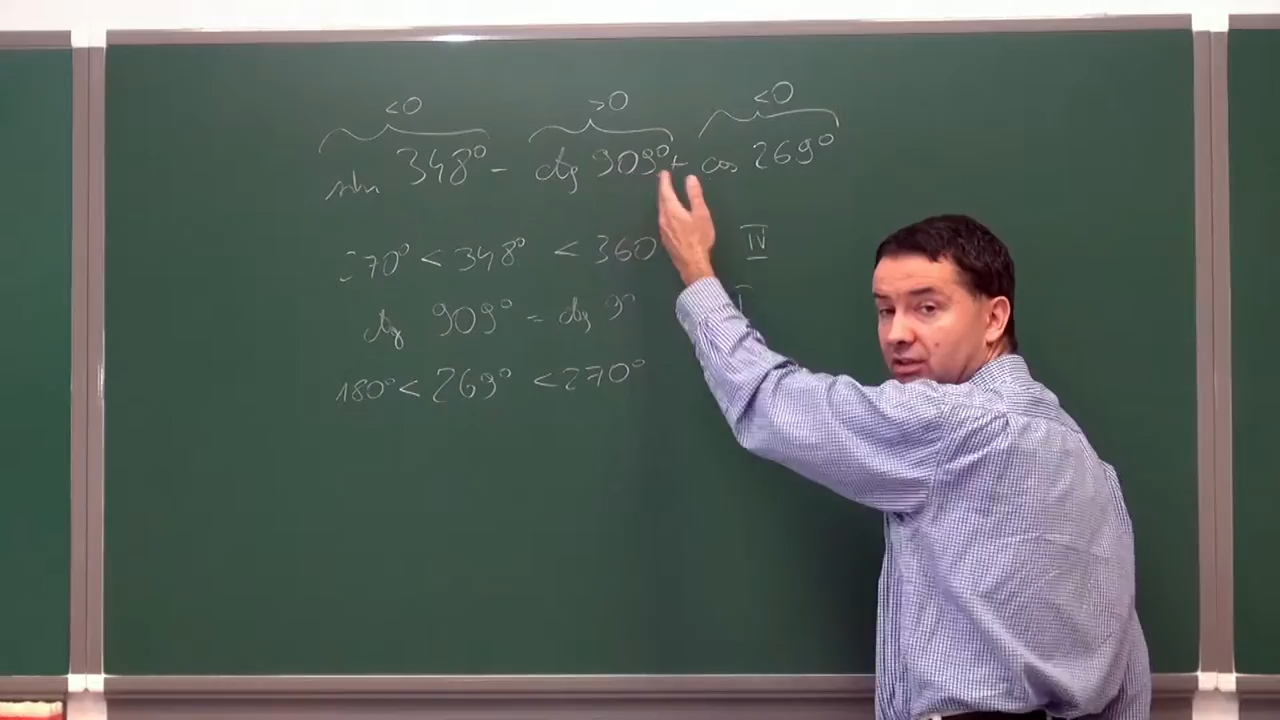 <0 >0 <0
sin 348° - ctg 909° + cos 269°
270° < 348° < 360 IV
ctg 909° = ctg 9° I
180° < 269° < 270°